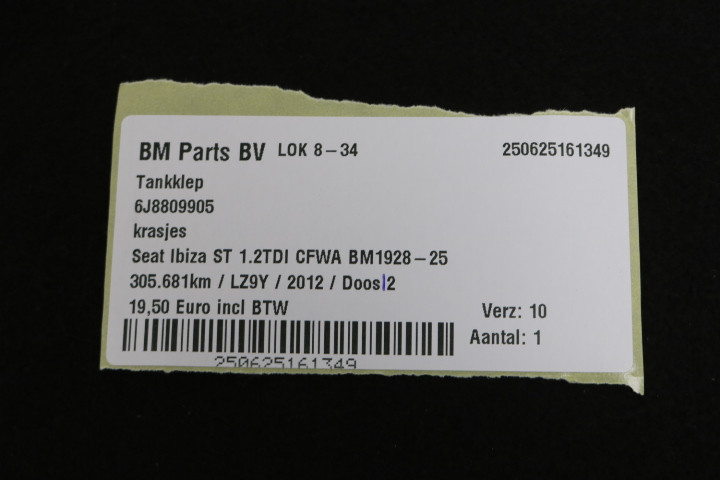 BM Parts BV LOK 8-34 250625161349
Tankklep
6J8809905
krasjes
Seat Ibiza ST 1.2TDI CFWA BM1928-25
305.681km / LZ9Y / 2012 / Doos 2
19,50 Euro incl BTW Verz: 10
Aantal: 1
250625161349